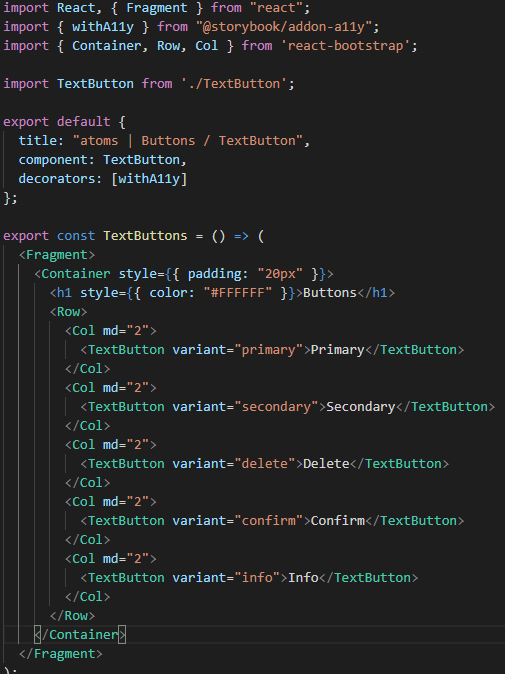 import React, { Fragment } from "react";
import { withA11y } from "@storybook/addon-a11y";
import { Container, Row, Col } from 'react-bootstrap';

import TextButton from './TextButton';

export default {
  title: "atoms | Buttons / TextButton",
  component: TextButton,
  decorators: [withA11y]
};

export const TextButtons = () => (
  <Fragment>
    <Container style={{ padding: "20px" }}>
      <h1 style={{ color: "#FFFFFF" }}>Buttons</h1>
      <Row>
        <Col md="2">
          <TextButton variant="primary">Primary</TextButton>
        </Col>
        <Col md="2">
          <TextButton variant="secondary">Secondary</TextButton>
        </Col>
        <Col md="2">
          <TextButton variant="delete">Delete</TextButton>
        </Col>
        <Col md="2">
          <TextButton variant="confirm">Confirm</TextButton>
        </Col>
        <Col md="2">
          <TextButton variant="info">Info</TextButton>
        </Col>
      </Row>
    </Container>
  </Fragment>
);